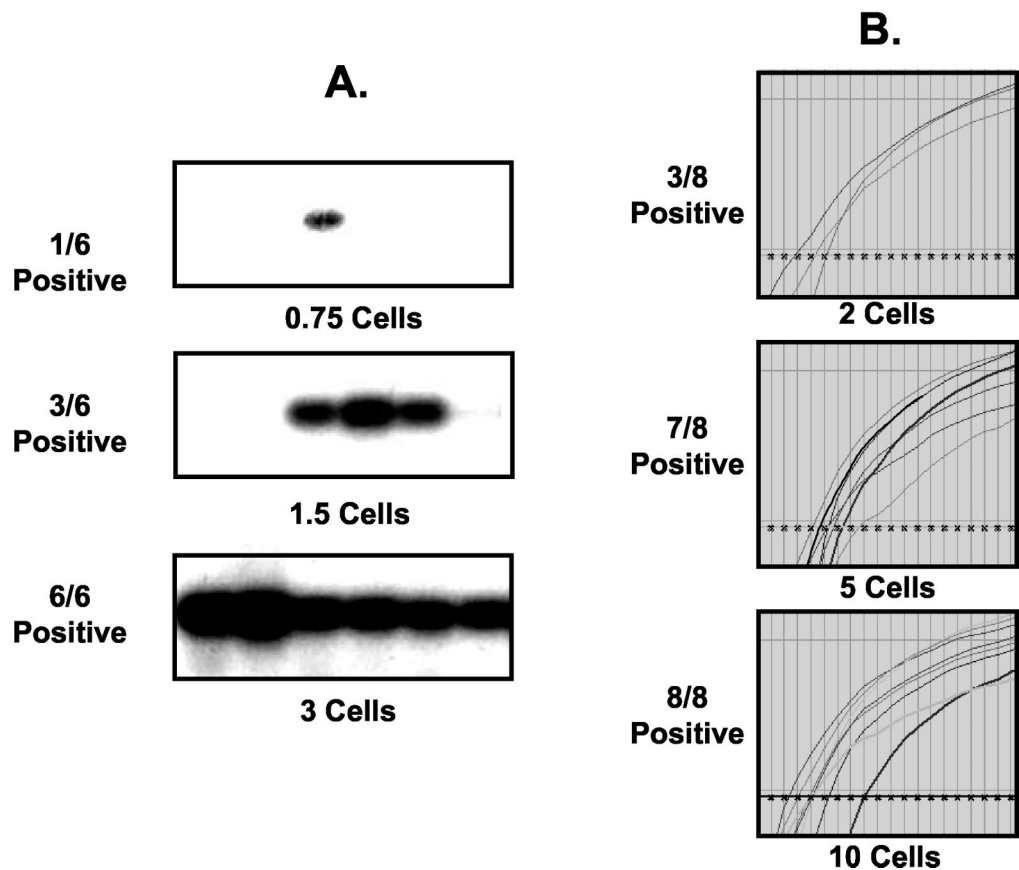 A.
1/6
Positive
0.75 Cells
3/6
Positive
1.5 Cells
6/6
Positive
3 Cells
B.
3/8
Positive
2 Cells
7/8
Positive
5 Cells
8/8
Positive
10 Cells